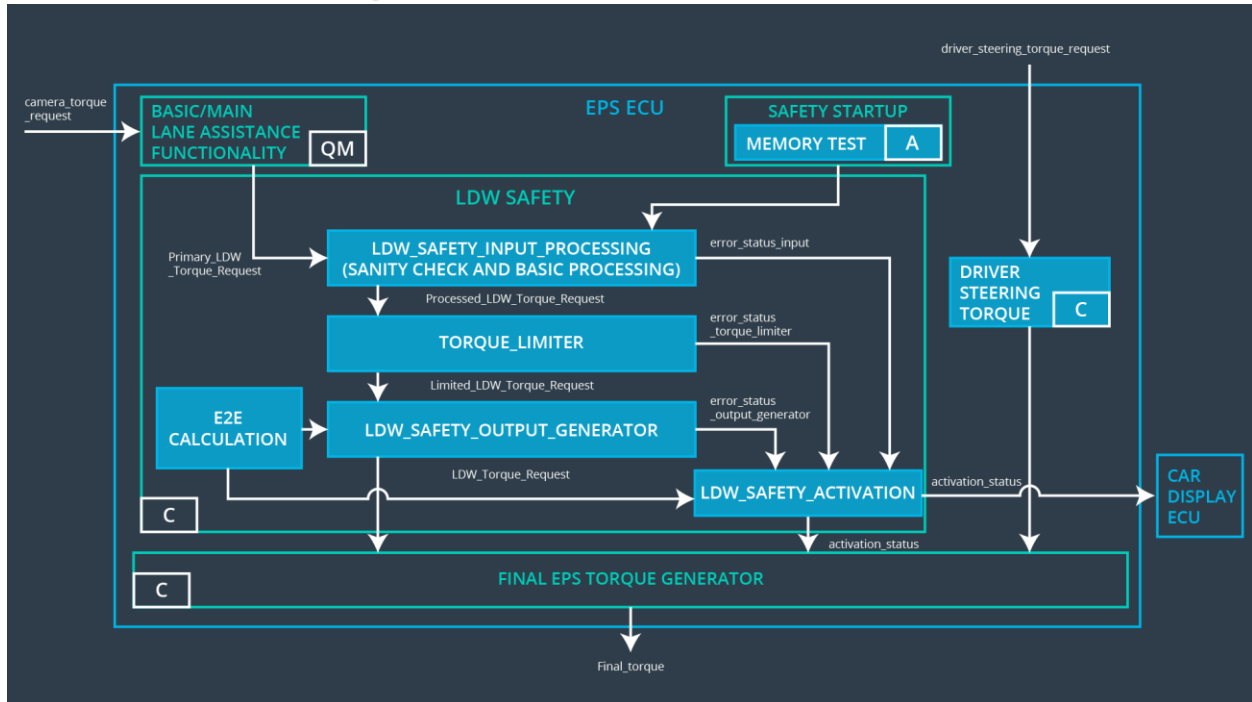 driver_steering_torque_request
camera_torque
_request
EPS ECU
BASIC/MAIN
LANE ASSISTANCE
FUNCTIONALITY
QM
SAFETY STARTUP
MEMORY TEST
A
LDW SAFETY
Primary_LDW
_Torque_Request
LDW_SAFETY_INPUT_PROCESSING
(SANITY CHECK AND BASIC PROCESSING)
error_status_input
DRIVER
STEERING
TORQUE
C
Processed_LDW_Torque_Request
TORQUE_LIMITER
error_status
_torque_limiter
Limited_LDW_Torque_Request
E2E
CALCULATION
LDW_SAFETY_OUTPUT_GENERATOR
error_status
_output_generator
LDW_Torque_Request
LDW_SAFETY_ACTIVATION
activation_status
CAR
DISPLAY
ECU
C
activation_status
FINAL EPS TORQUE GENERATOR
C
Final_torque